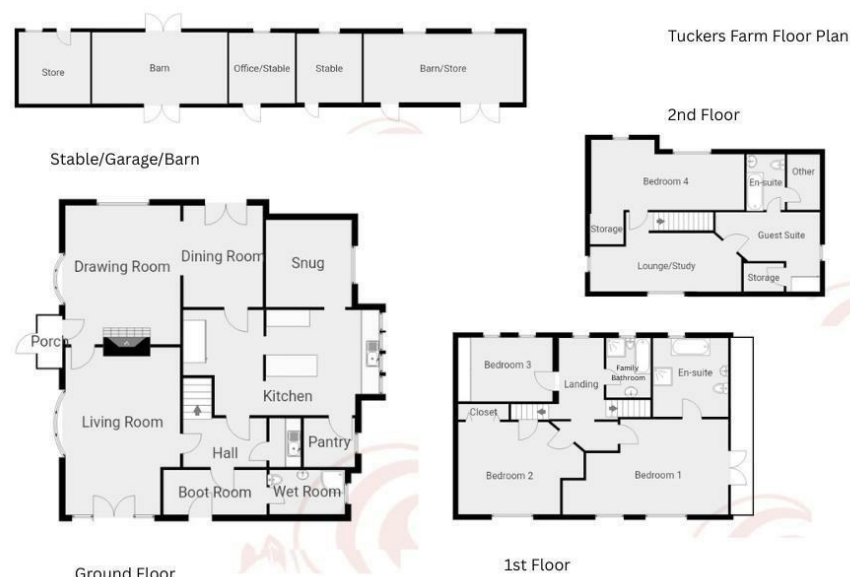 Tuckers Farm Floor Plan
Store
Barn
Office/Stable
Stable
Barn/Store
Stable/Garage/Barn
2nd Floor
Bedroom 4
En-suite
Other
Storage
Guest Suite
Lounge/Study
Storage
Drawing Room
Dining Room
Snug
Porch
Kitchen
Living Room
Hall
Pantry
Boot Room
Wet Room
Ground Floor
Bedroom 3
Landing
Family
Bathroom
En-suite
Closet
Bedroom 2
Bedroom 1
1st Floor